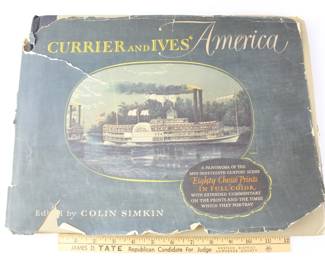 CURRIER AND IVES' America
A PANORAMA OF THE
MID-NINETEENTH CENTURY SCENE
Eighty Choice Prints
IN FULL COLOR,
WITH EXTENDED COMMENTARY
ON THE PRINTS AND THE TIMES
WHICH THEY PORTRAY
Edited by COLIN SIMKIN
JAMES D. TATE Republican Candidate For Judge